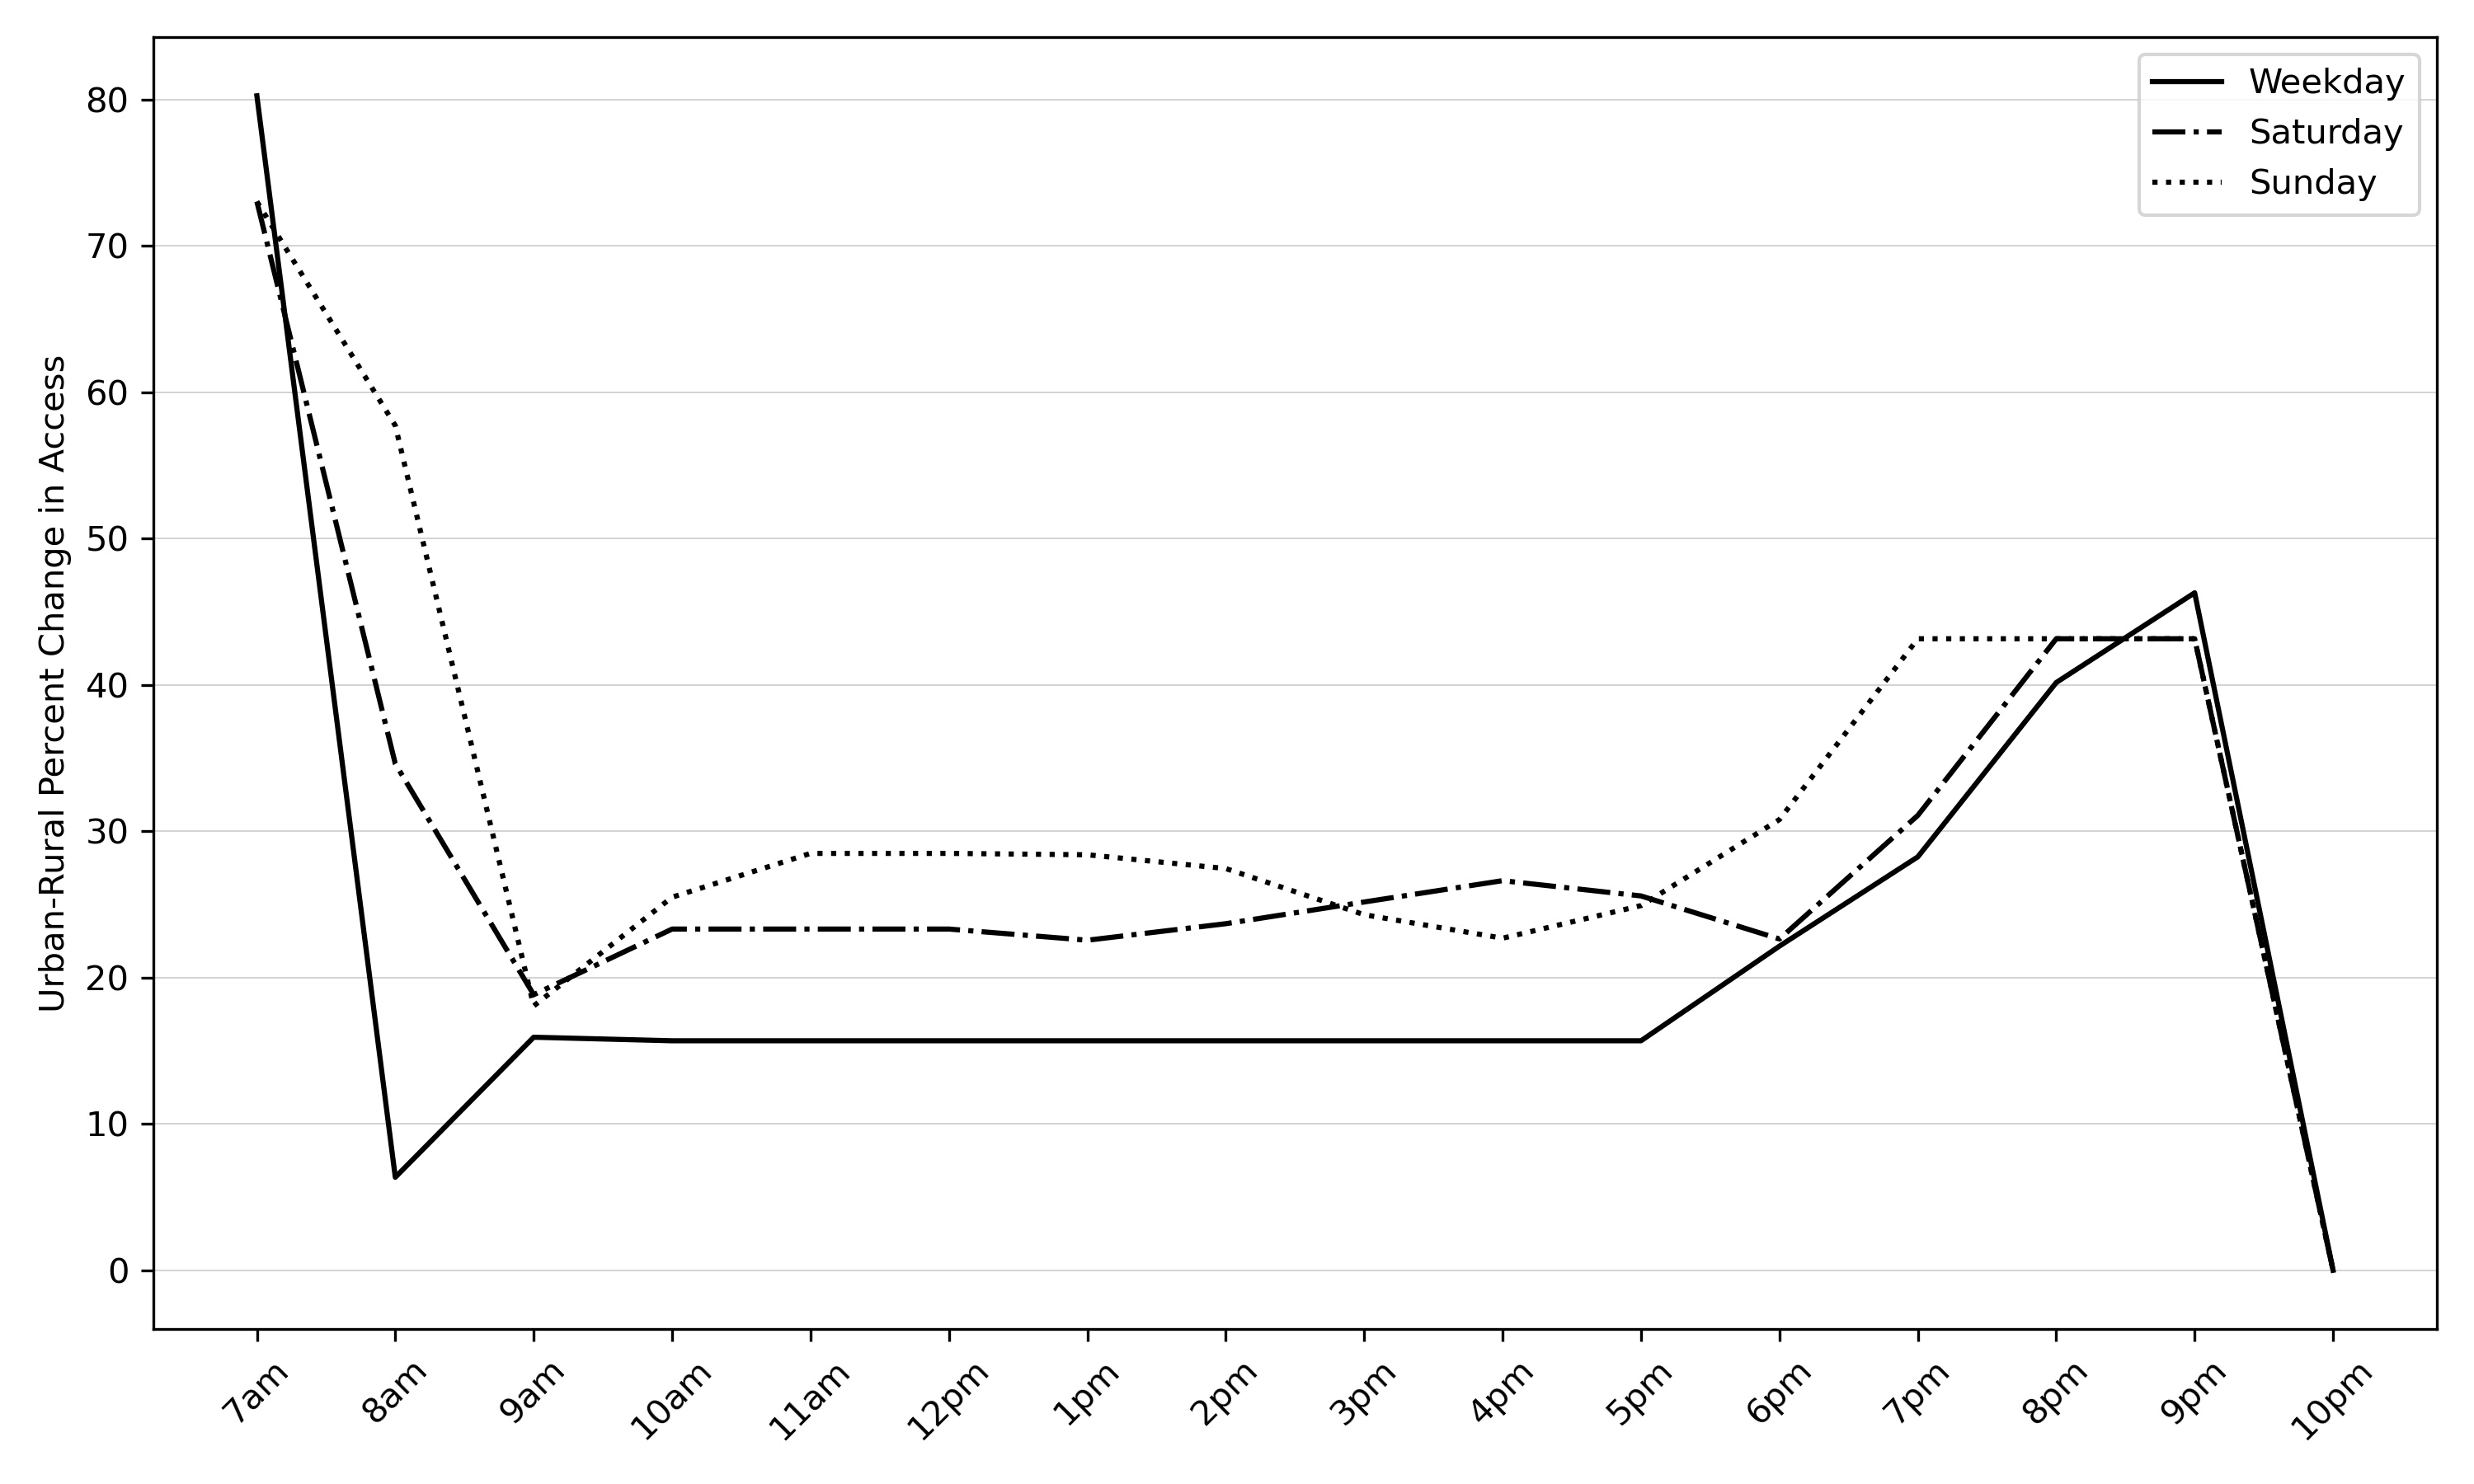 Urban-Rural Percent Change in Access
80
70
60
50
40
30
20
10
0
Weekday
Saturday
Sunday
7am
8am
9am
10am
11am
12pm
1pm
2pm
3pm
4pm
5pm
6pm
7pm
8pm
9pm
10pm